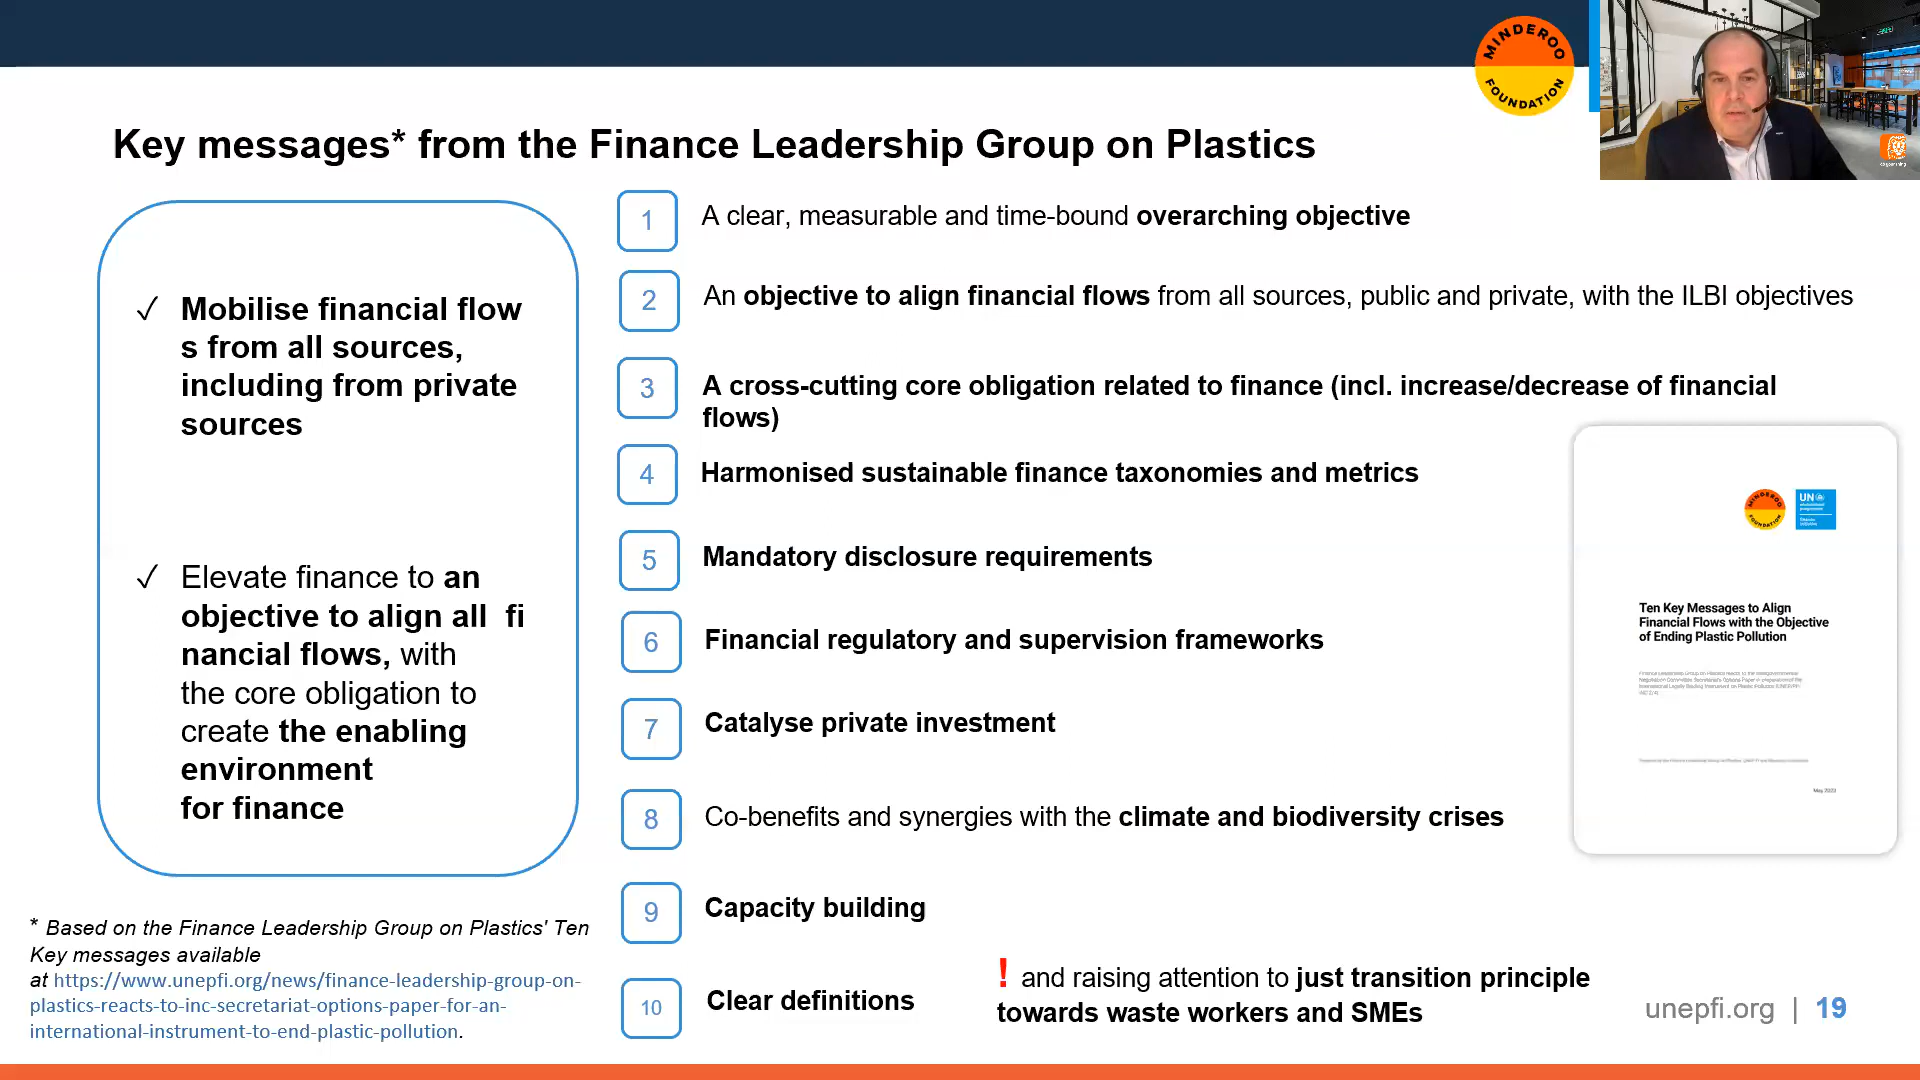 MINDEROO
FOUNDATION
Key messages* from the Finance Leadership Group on Plastics
✓ Mobilise financial flow
s from all sources,
including from private
sources
✓ Elevate finance to an
objective to align all fi
nancial flows, with
the core obligation to
create the enabling
environment
for finance
* Based on the Finance Leadership Group on Plastics' Ten
Key messages available
at https://www.unepfi.org/news/finance-leadership-group-on-
plastics-reacts-to-inc-secretariat-options-paper-for-an-
international-instrument-to-end-plastic-pollution.
1 A clear, measurable and time-bound overarching objective
2 An objective to align financial flows from all sources, public and private, with the ILBI objectives
3 A cross-cutting core obligation related to finance (incl. increase/decrease of financial
flows)
4 Harmonised sustainable finance taxonomies and metrics
5 Mandatory disclosure requirements
6 Financial regulatory and supervision frameworks
7 Catalyse private investment
8 Co-benefits and synergies with the climate and biodiversity crises
9 Capacity building
10 Clear definitions
! and raising attention to just transition principle
towards waste workers and SMEs
MINDEROO
FOUNDATION
UN
environment
programme
Ten Key Messages to Align
Financial Flows with the Objective
of Ending Plastic Pollution
May 2023
unepfi.org | 19